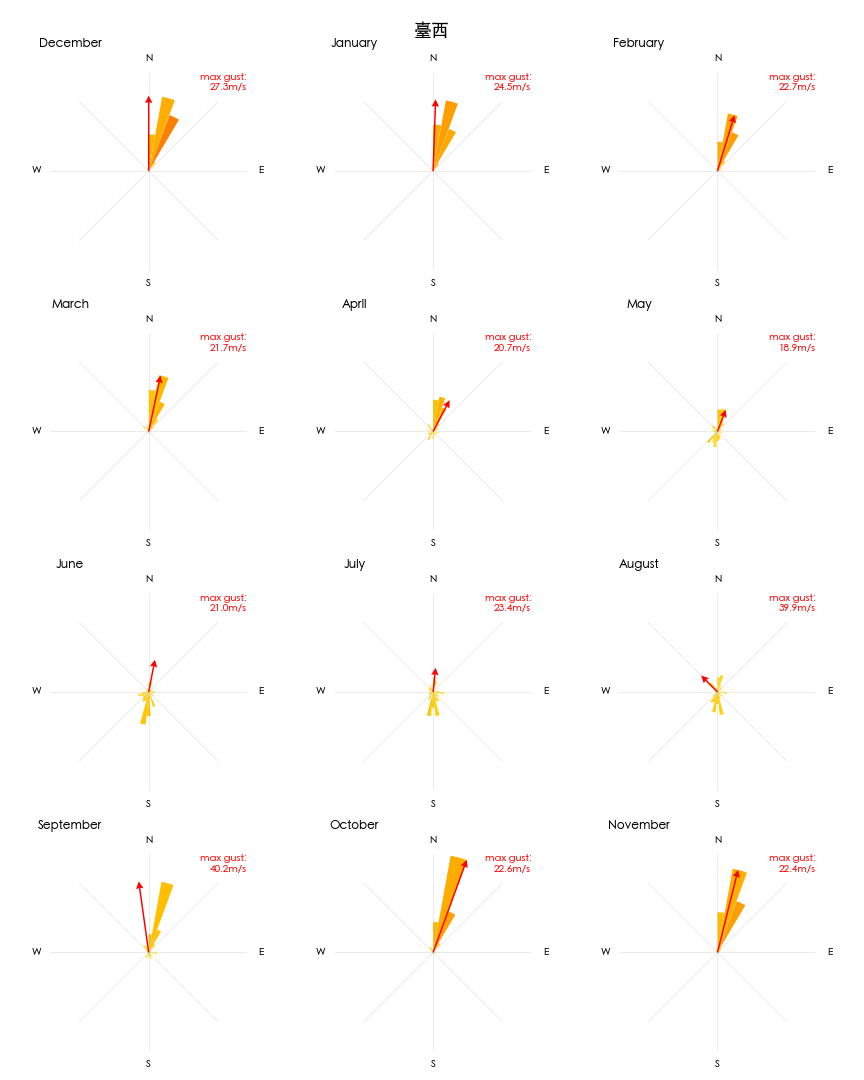 臺西
December
N
max gust:
27.3m/s
W
E
S
January
N
max gust:
24.5m/s
W
E
S
February
N
max gust:
22.7m/s
W
E
S
March
N
max gust:
21.7m/s
W
E
S
April
N
max gust:
20.7m/s
W
E
S
May
N
max gust:
18.9m/s
W
E
S
June
N
max gust:
21.0m/s
W
E
S
July
N
max gust:
23.4m/s
W
E
S
August
N
max gust:
39.9m/s
W
E
S
September
N
max gust:
40.2m/s
W
E
S
October
N
max gust:
22.6m/s
W
E
S
November
N
max gust:
22.4m/s
W
E
S